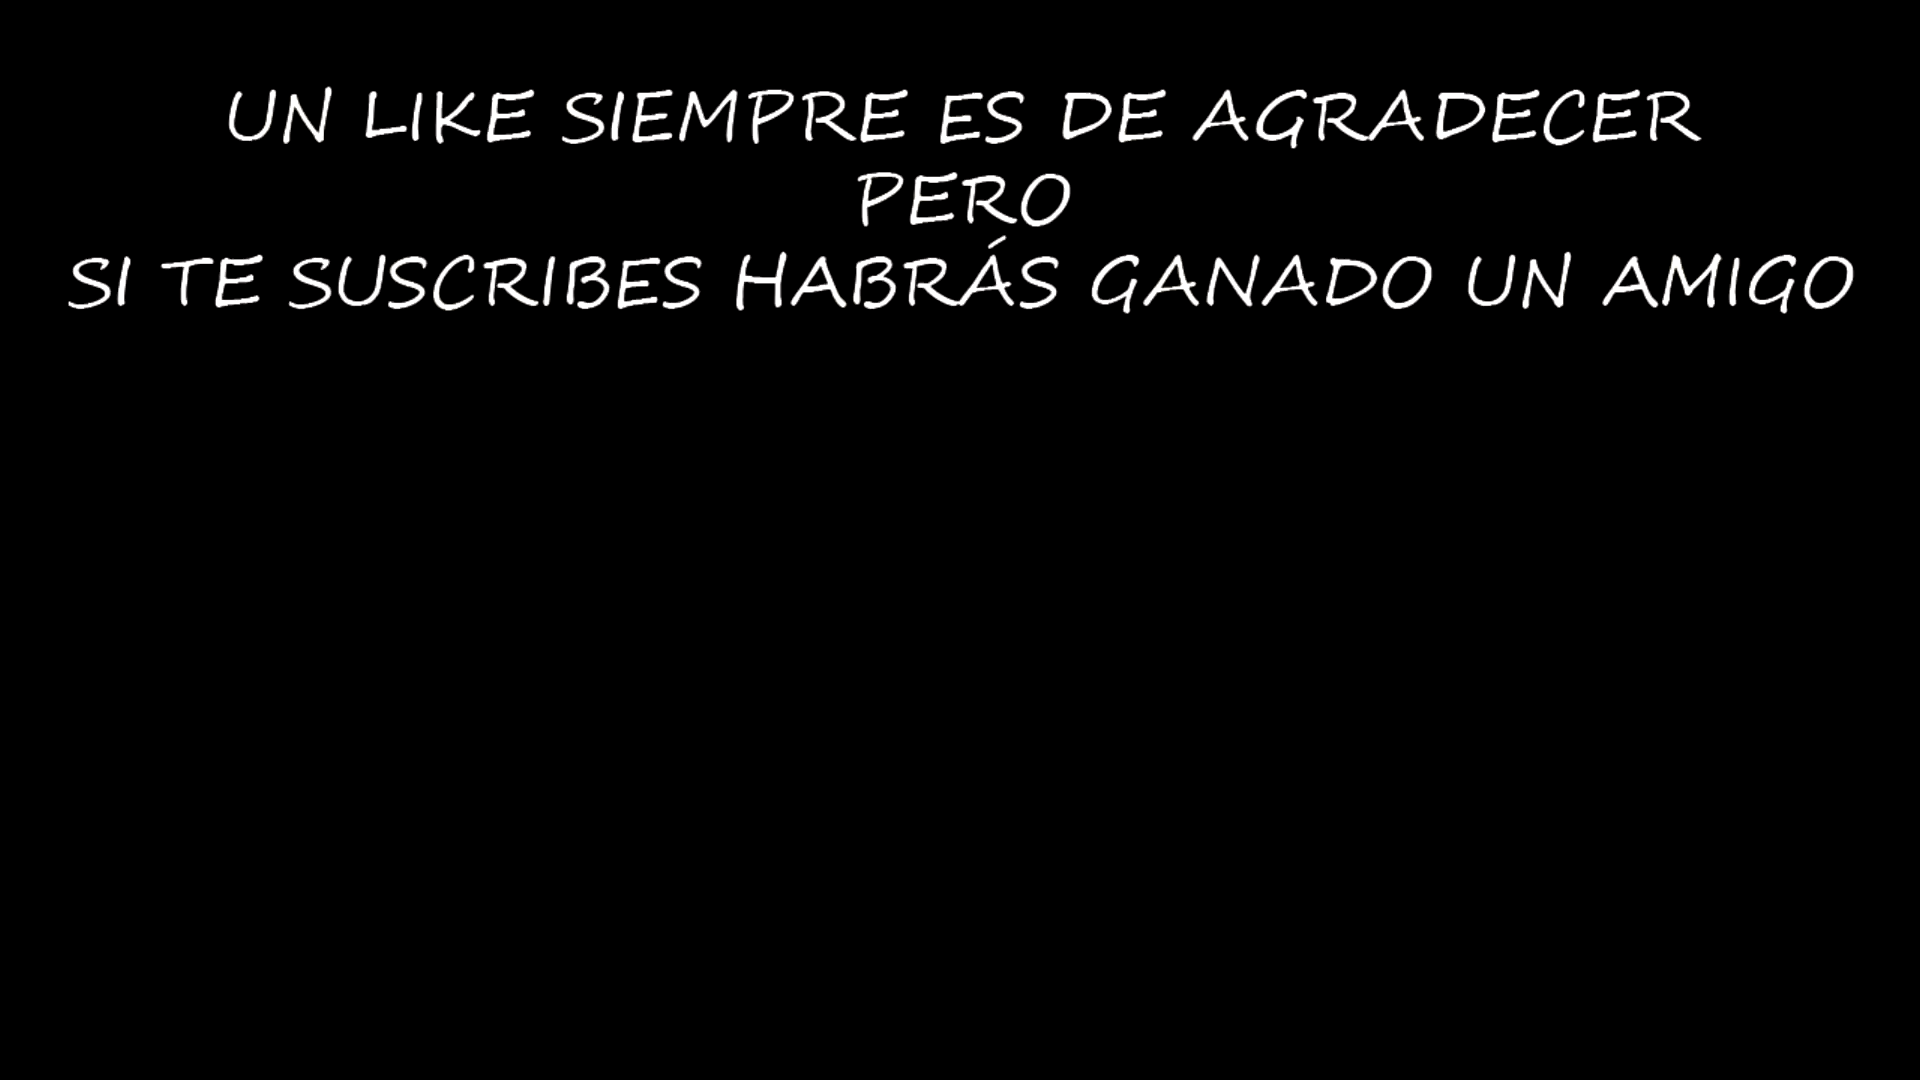 UN LIKE SIEMPRE ES DE AGRADECER
PERO
SI TE SUSCRIBES HABRÁS GANADO UN AMIGO